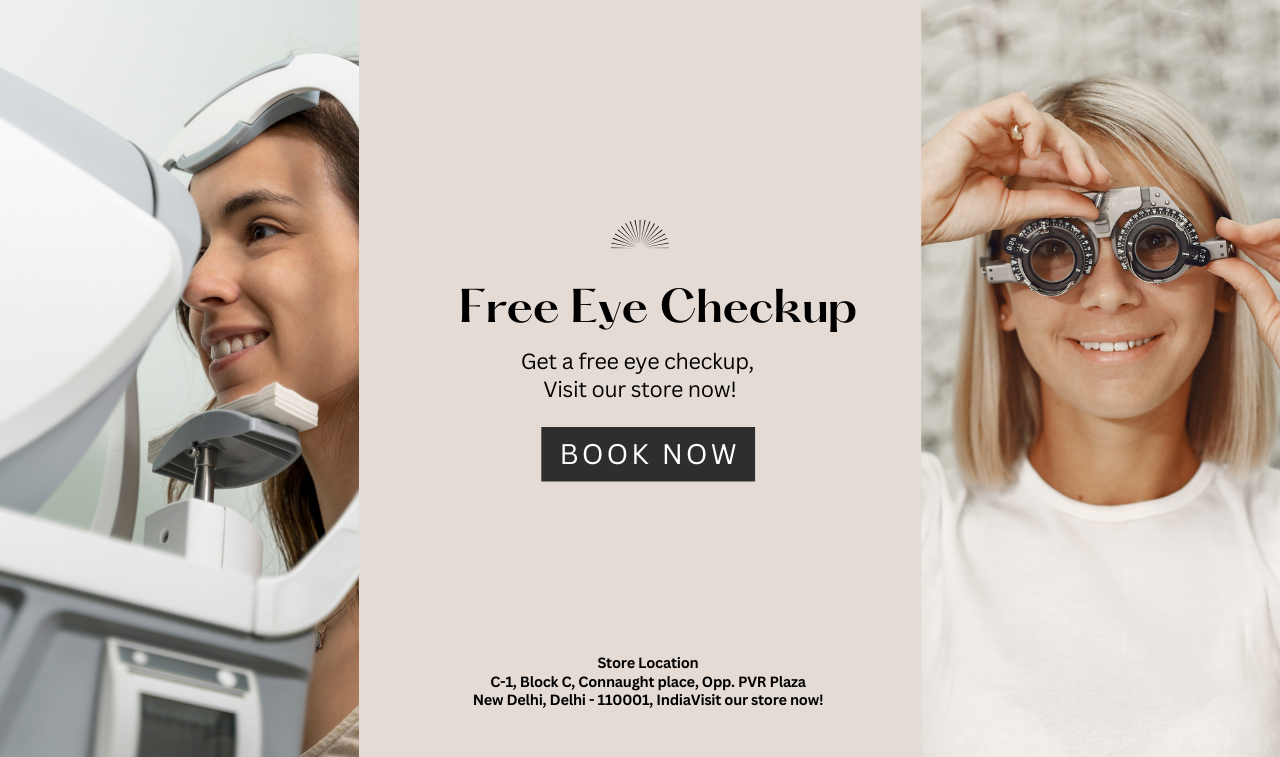 Free Eye Checkup
Get a free eye checkup,
Visit our store now!
BOOK NOW
Store Location
C-1, Block C, Connaught place, Opp. PVR Plaza
New Delhi, Delhi - 110001, IndiaVisit our store now!